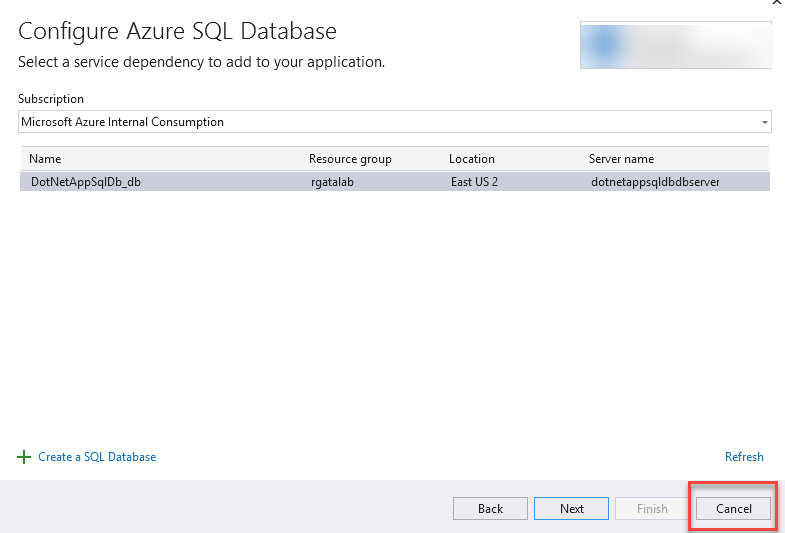 Configure Azure SQL Database
Select a service dependency to add to your application.
Subscription
Microsoft Azure Internal Consumption
Name Resource group Location Server name
DotNetAppSqlDb_db rgatalab East US 2 dotnetappsqldbdbserver
Create a SQL Database Refresh
Back Next Finish Cancel